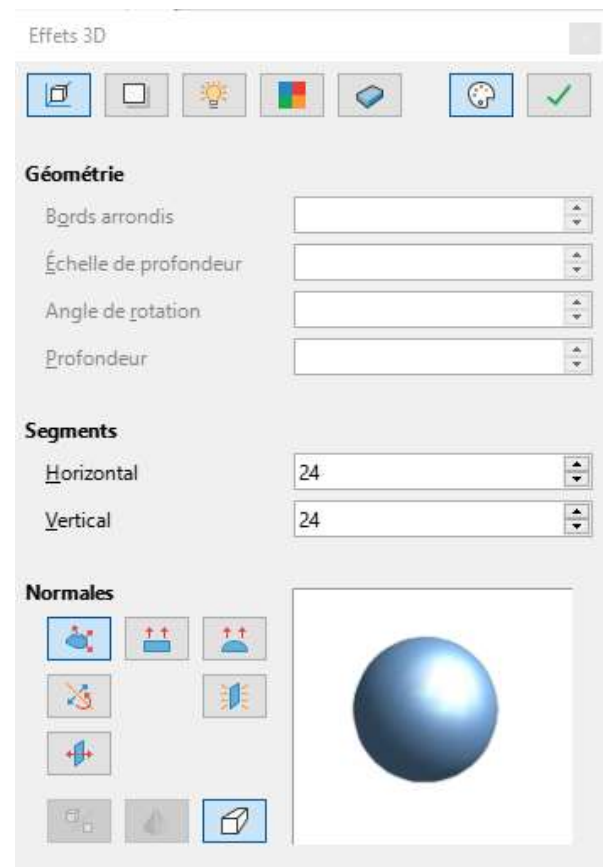 Effets 3D
Géométrie
Bords arrondis
Échelle de profondeur
Angle de rotation
Profondeur
Segments
Horizontal 24
Vertical 24
Normales